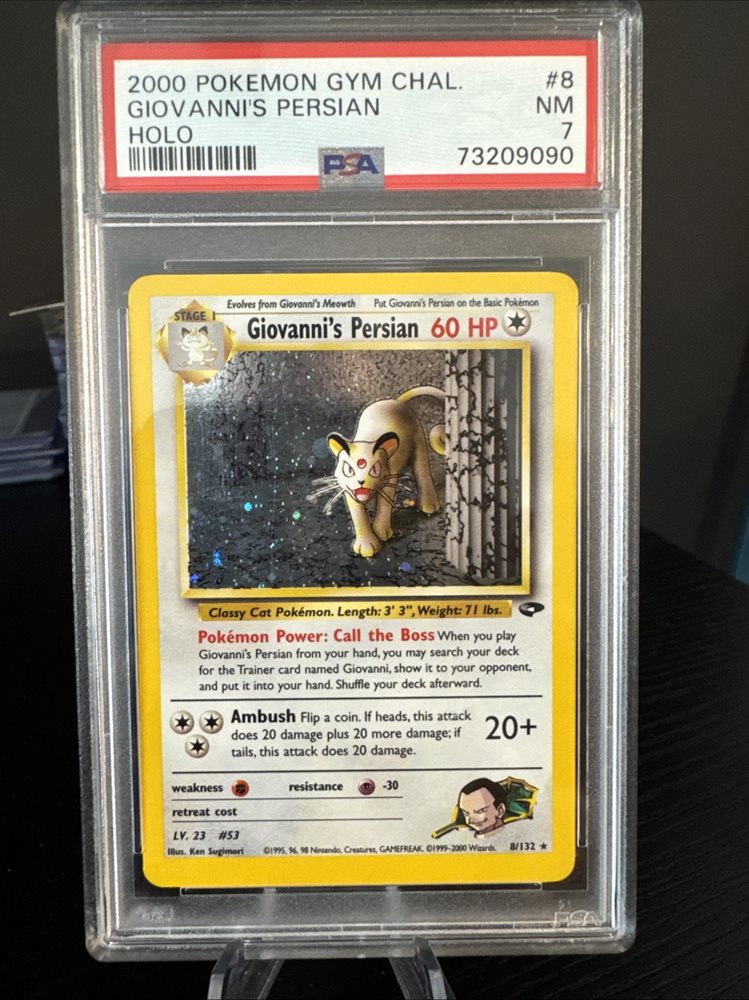 2000 POKEMON GYM CHAL. #8
GIOVANNI'S PERSIAN NM
HOLO 7
PSA 73209090
Evolves from Giovanni's Meowth Put Giovanni's Persian on the Basic Pokémon
STAGE 1
Giovanni's Persian 60 HP
Classy Cat Pokémon. Length: 3' 3", Weight: 71 lbs.
Pokémon Power: Call the Boss When you play
Giovanni's Persian from your hand, you may search your deck
for the Trainer card named Giovanni, show it to your opponent,
and put it into your hand. Shuffle your deck afterward.
Ambush Flip a coin. If heads, this attack
does 20 damage plus 20 more damage; if
tails, this attack does 20 damage.
20+
weakness resistance -30
retreat cost
LV. 23 #53
Illus. Ken Sugimori ©1995, 96, 98 Nintendo, Creatures, GAMEFREAK. ©1999-2000 Wizards. 8/132 ★
PSA